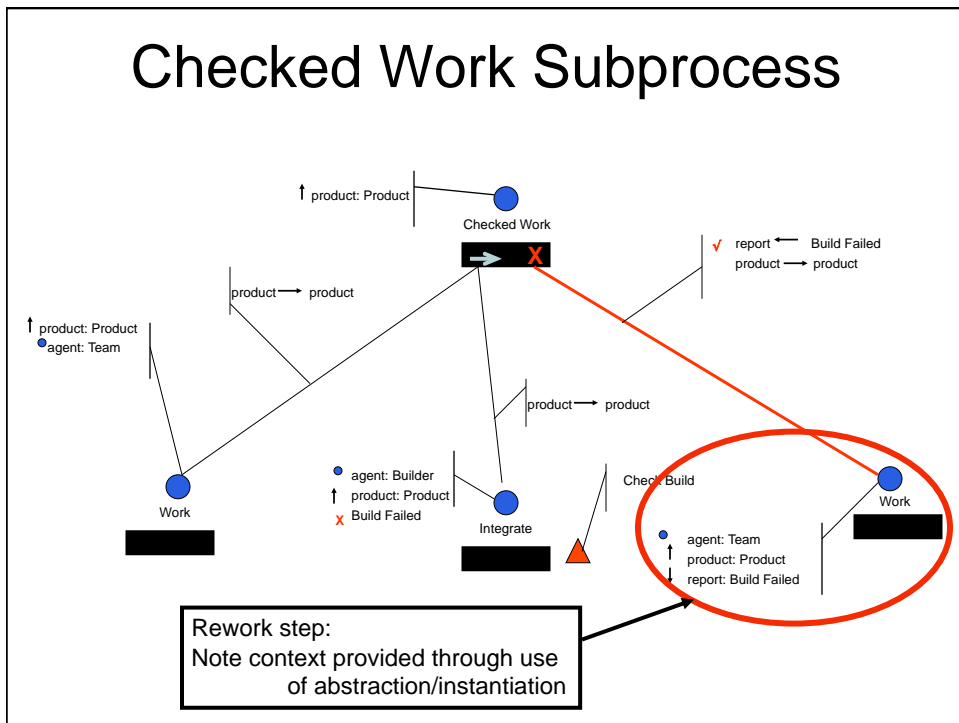 Checked Work Subprocess
↑ product: Product
Checked Work
→ X
√ report ← Build Failed
product → product
product → product
↑ product: Product
agent: Team
product → product
agent: Builder
↑ product: Product
X Build Failed
Check Build
Work
Integrate
Work
agent: Team
↑ product: Product
↓ report: Build Failed
Rework step:
Note context provided through use
of abstraction/instantiation